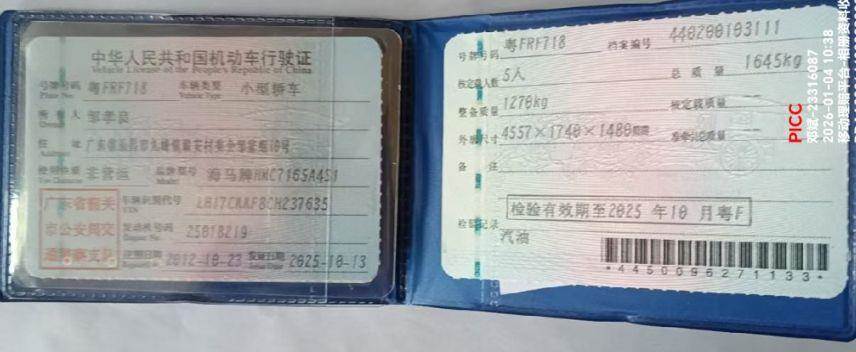 中华人民共和国机动车行驶证
Vehicle License of the People's Republic of China
号牌号码 粤FRF718 车辆类型 小型轿车
Plate No. Vehicle Type
所有人 邹孝良
Owner
住址
Address
使用性质 非营运 品牌型号 海马牌HMC7165A4S1
Use Character Model
广东省韶关
市公安局交
通警察支队
车辆识别代号 LH17CKAF8CH237635
VIN
发动机号码 25018219
Engine No.
注册日期 2012-10-23 发证日期 2025-10-13
号牌号码 粤FRF718 档案编号 440200103111
核定载人数 5人 总质量 1645kg
整备质量 1270kg 核定载质量 --
外廓尺寸 4557×1740×1480mm 准牵引总质量 --
备注
检验有效期至2025 年10 月粤F
检验记录
汽油
*4450096271133*
PICC
邓斌-23316087
2026-01-04 10:38